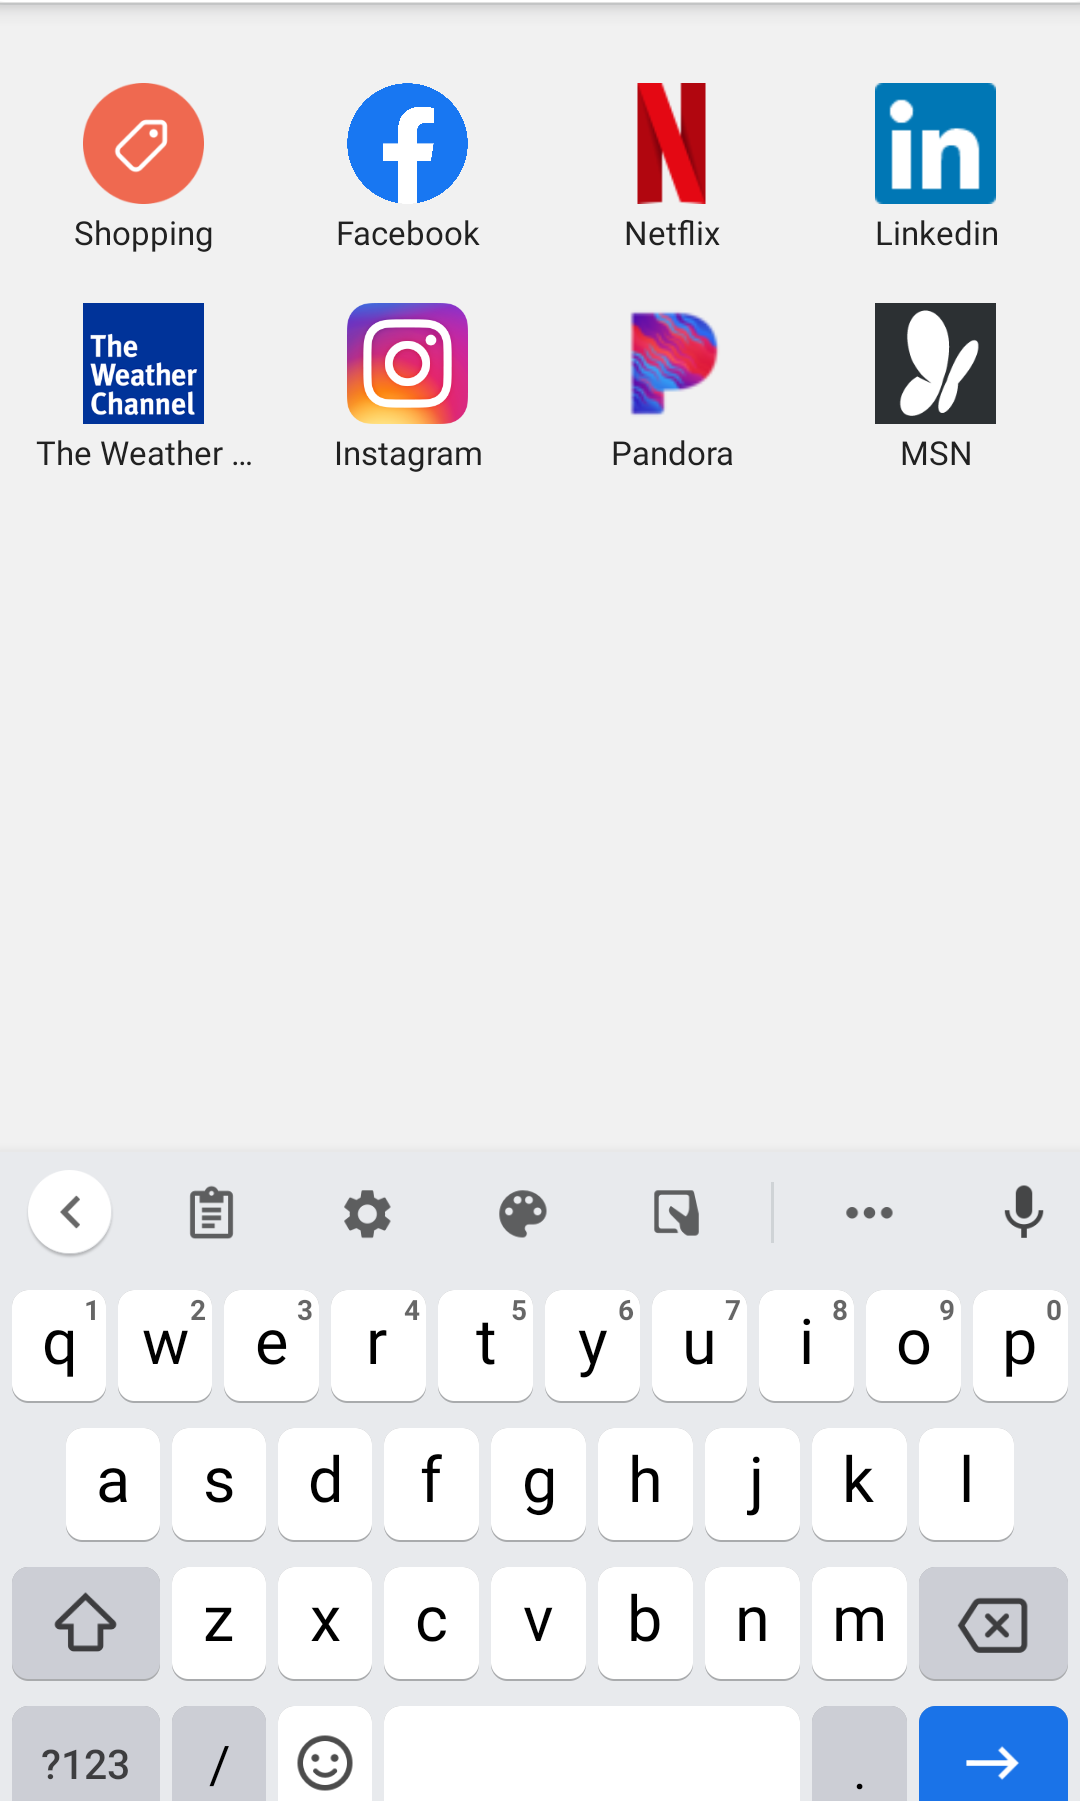 Shopping Facebook Netflix Linkedin
The
Weather
Channel
The Weather ... Instagram Pandora MSN
1 2 3 4 5 6 7 8 9 0
q w e r t y u i o p
a s d f g h j k l
z x c v b n m
?123 / .